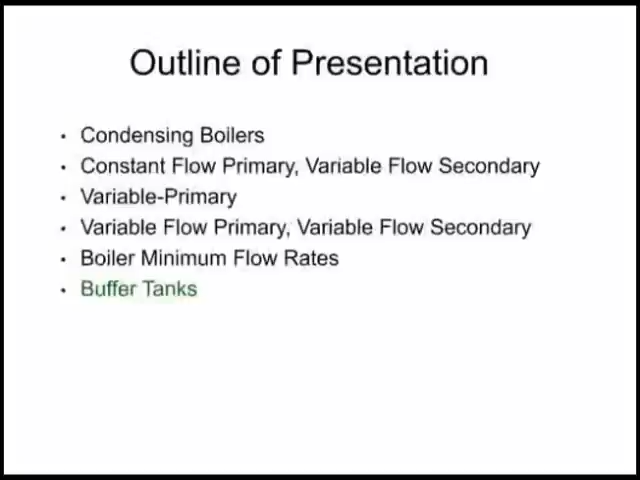 Outline of Presentation
• Condensing Boilers
• Constant Flow Primary, Variable Flow Secondary
• Variable-Primary
• Variable Flow Primary, Variable Flow Secondary
• Boiler Minimum Flow Rates
• Buffer Tanks